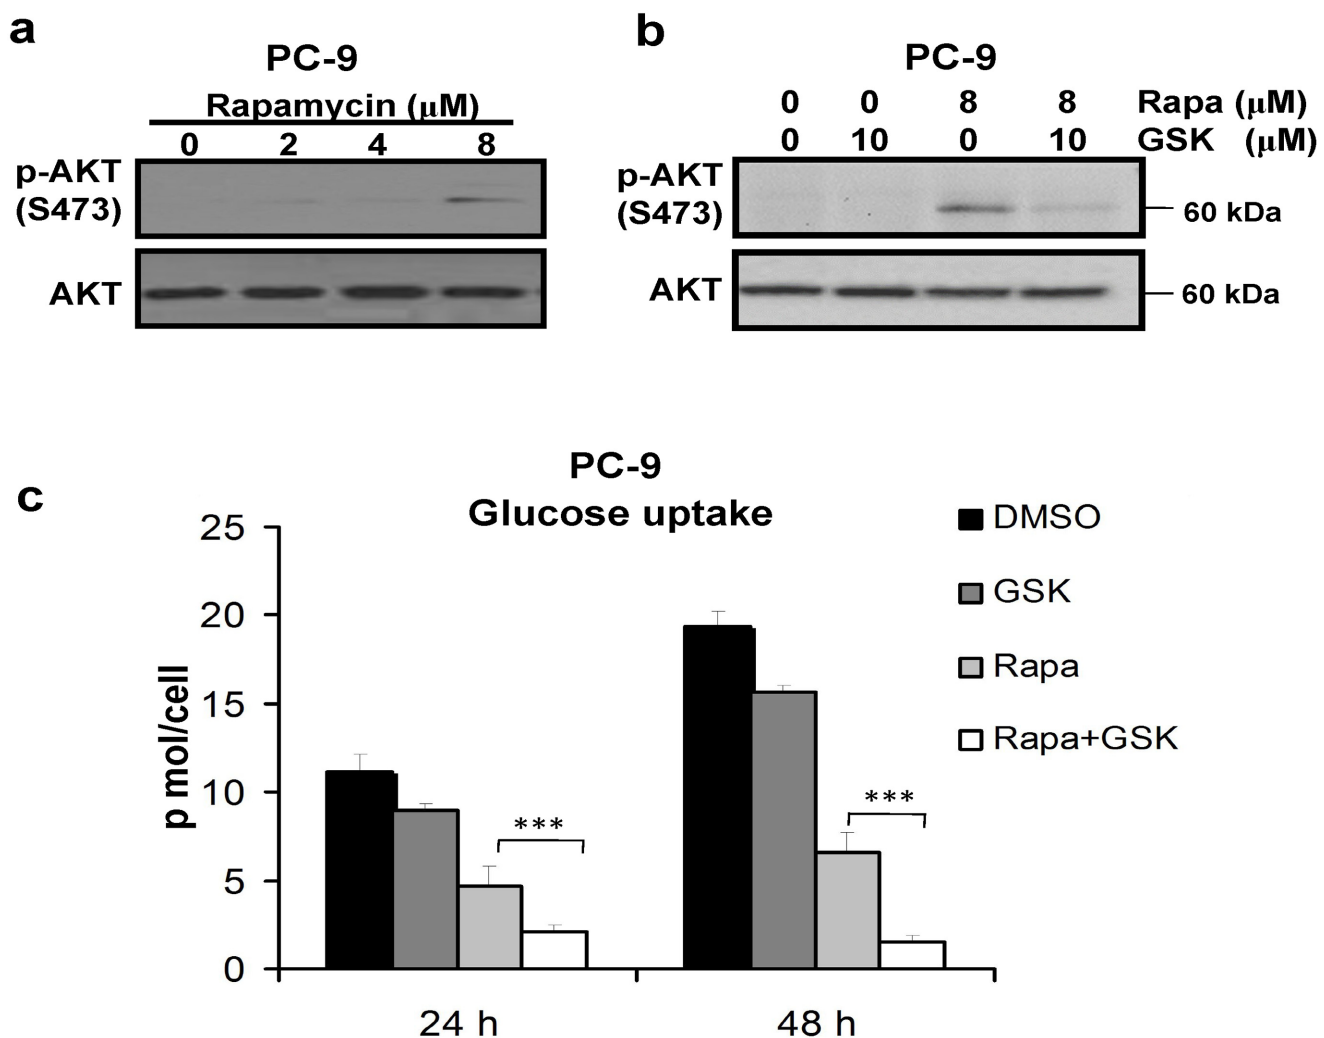 a
PC-9
Rapamycin (μM)
0 2 4 8
p-AKT
(S473)
AKT
b
PC-9
0 0 8 8 Rapa (μM)
0 10 0 10 GSK (μM)
p-AKT
(S473)
60 kDa
AKT
60 kDa
c
PC-9
Glucose uptake
p mol/cell
25
20
15
10
5
0
***
***
24 h
48 h
DMSO
GSK
Rapa
Rapa+GSK